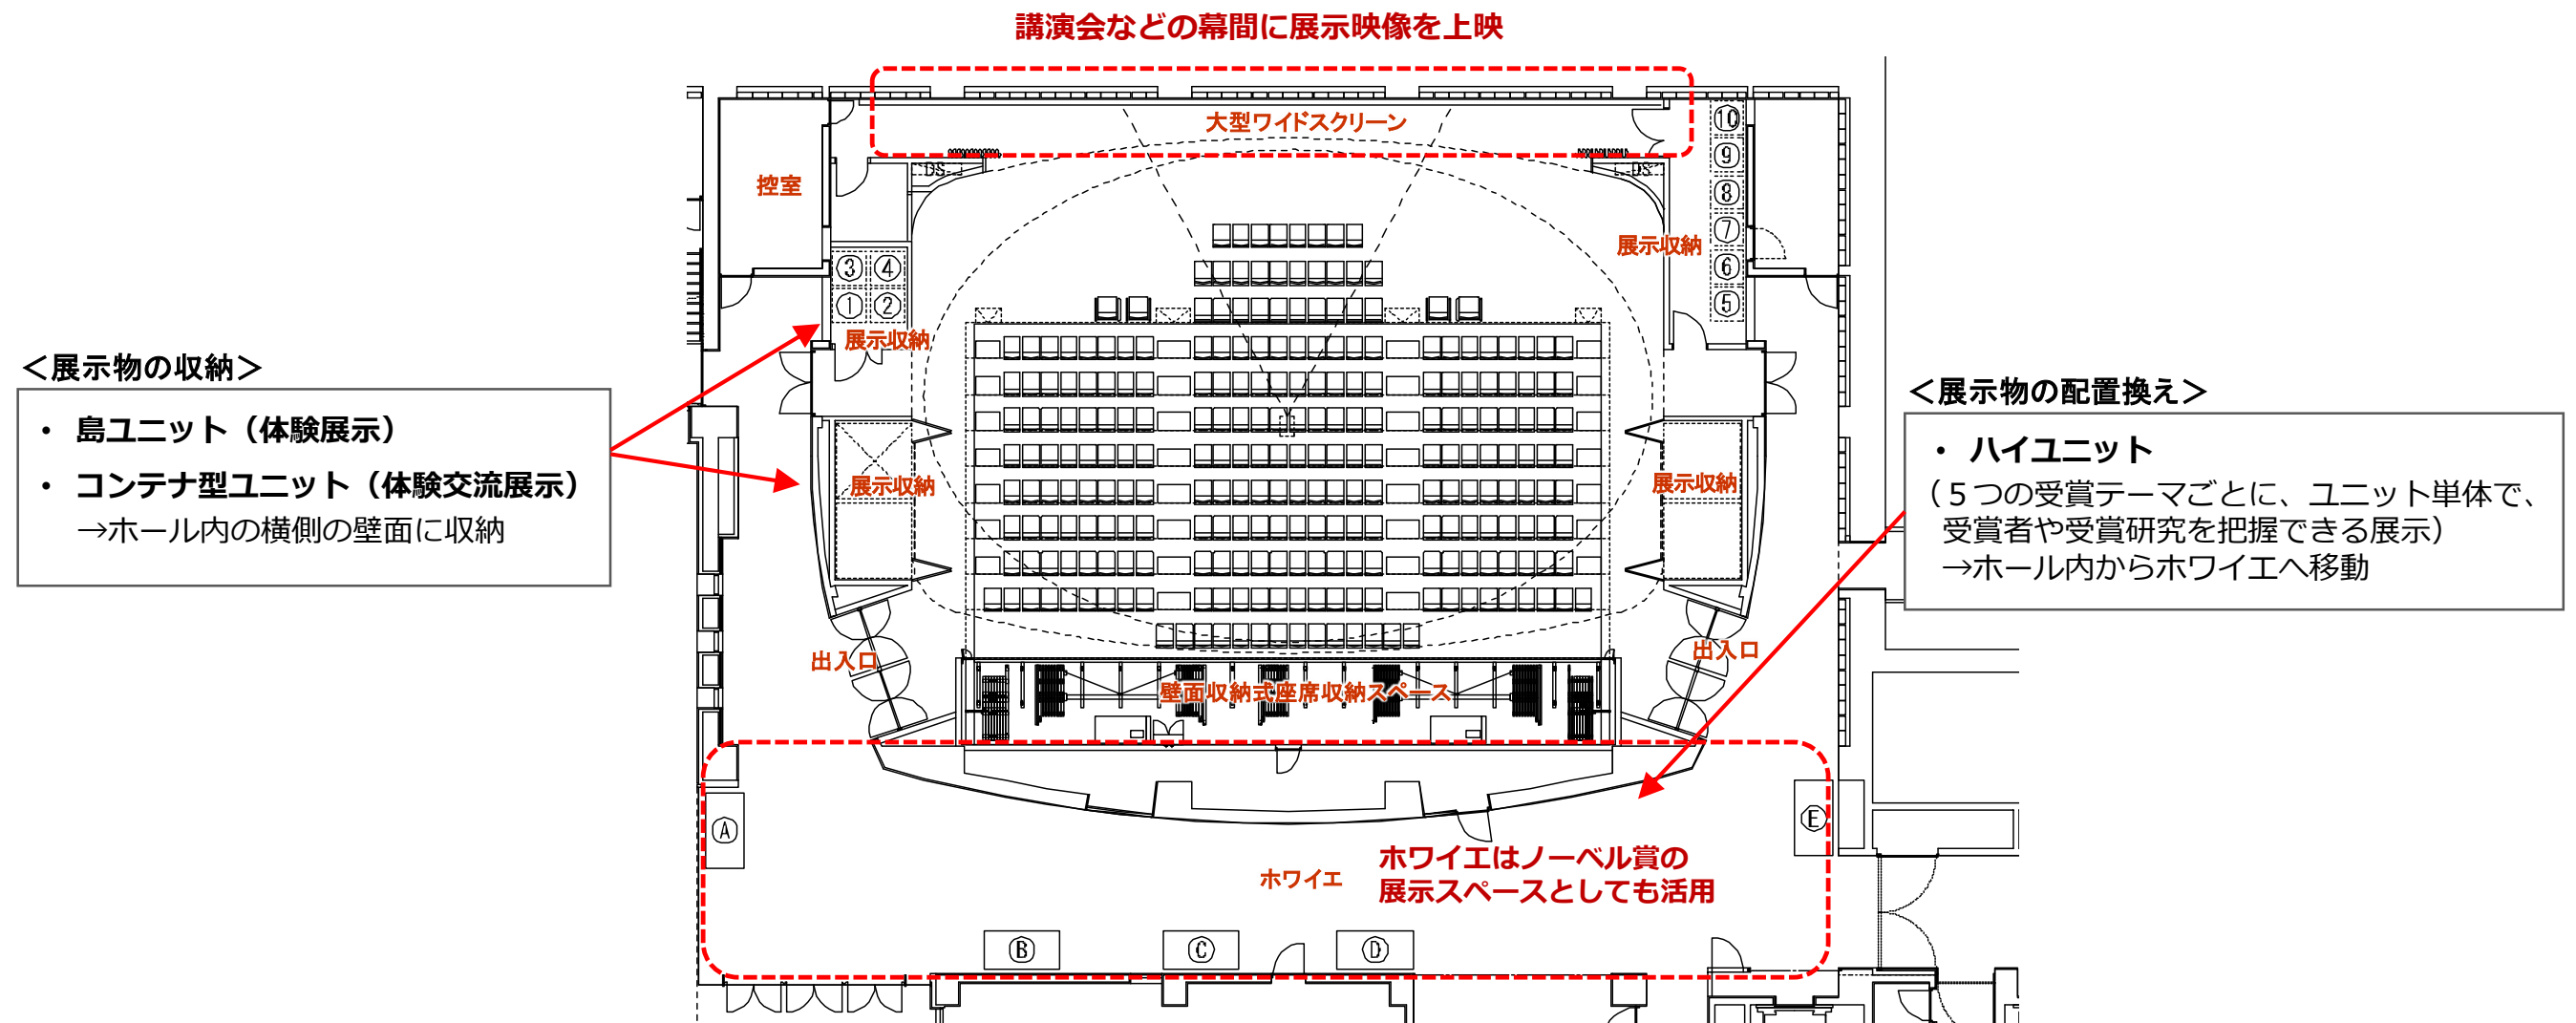 講演会などの幕間に展示映像を上映
大型ワイドスクリーン
控室
DS
DS
⑩
⑨
⑧
⑦
⑥
⑤
展示収納
③ ④
① ②
展示収納
＜展示物の収納＞
・ 島ユニット（体験展示）
・ コンテナ型ユニット（体験交流展示）
→ホール内の横側の壁面に収納
＜展示物の配置換え＞
・ ハイユニット
（５つの受賞テーマごとに、ユニット単体で、
受賞者や受賞研究を把握できる展示）
→ホール内からホワイエへ移動
展示収納
展示収納
出入口
出入口
壁面収納式座席収納スペース
Ⓐ
Ⓔ
ホワイエ
ホワイエはノーベル賞の
展示スペースとしても活用
Ⓑ
Ⓒ
Ⓓ